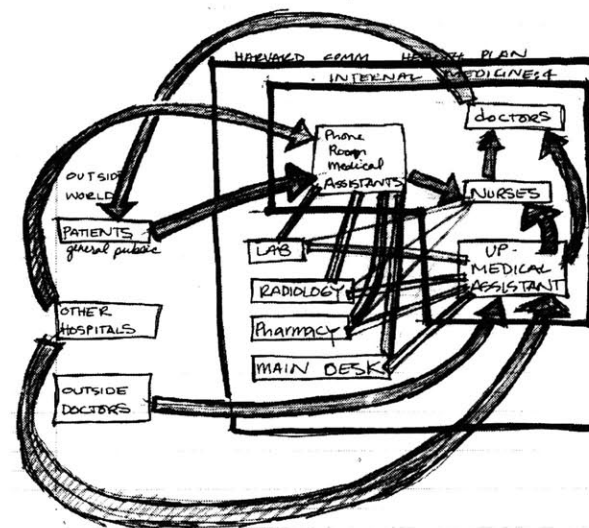 HARVARD COMM HEALTH PLAN
INTERNAL MEDICINE: 4
DOCTORS
Phone
Room
Medical
ASSISTANTS
OUTSIDE
WORLD
NURSES
PATIENTS
general public
LAB
UP-
MEDICAL
ASSISTANT
RADIOLOGY
OTHER
HOSPITALS
Pharmacy
MAIN DESK
OUTSIDE
DOCTORS